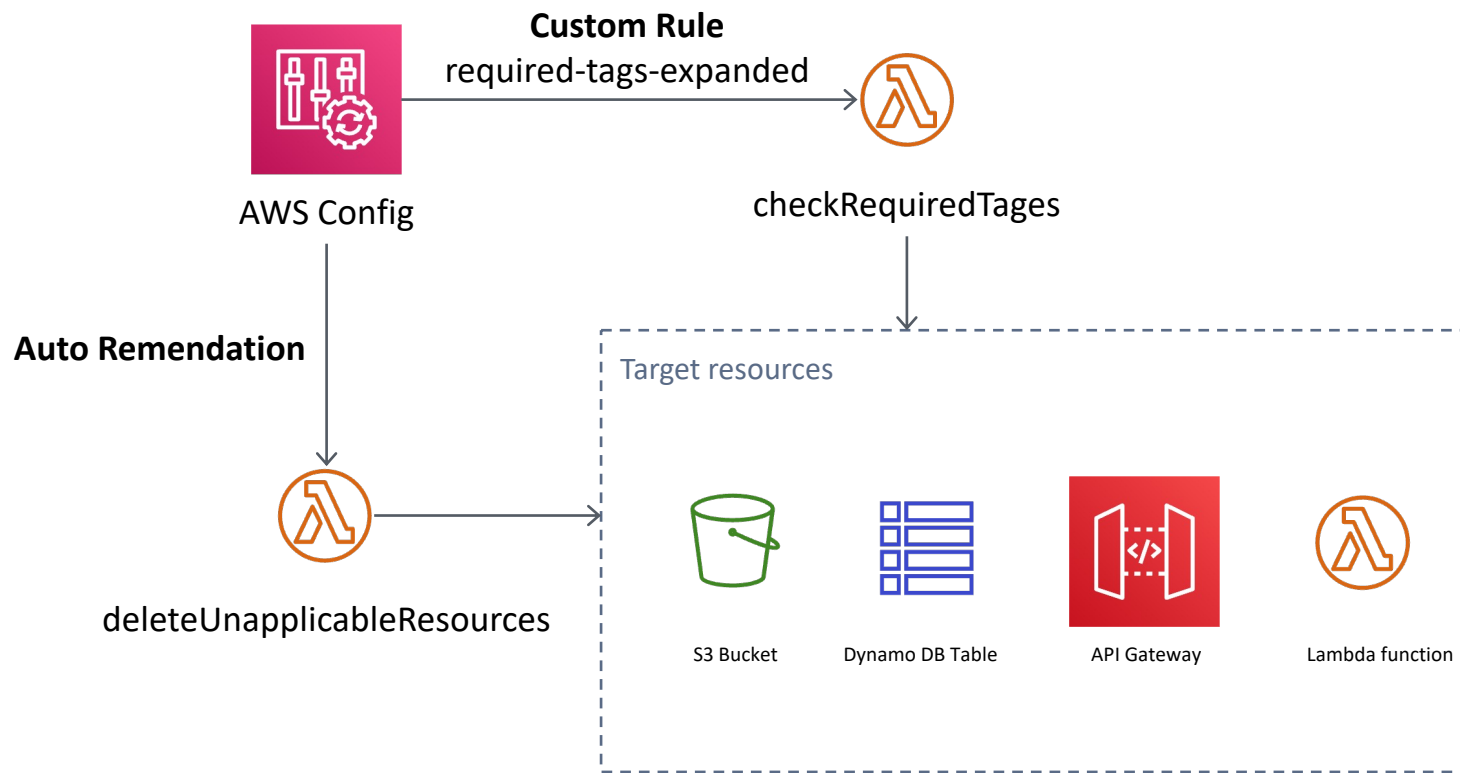 Custom Rule
required-tags-expanded
AWS Config
checkRequiredTages
Auto Remendation
Target resources
deleteUnapplicableResources
S3 Bucket
Dynamo DB Table
API Gateway
Lambda function